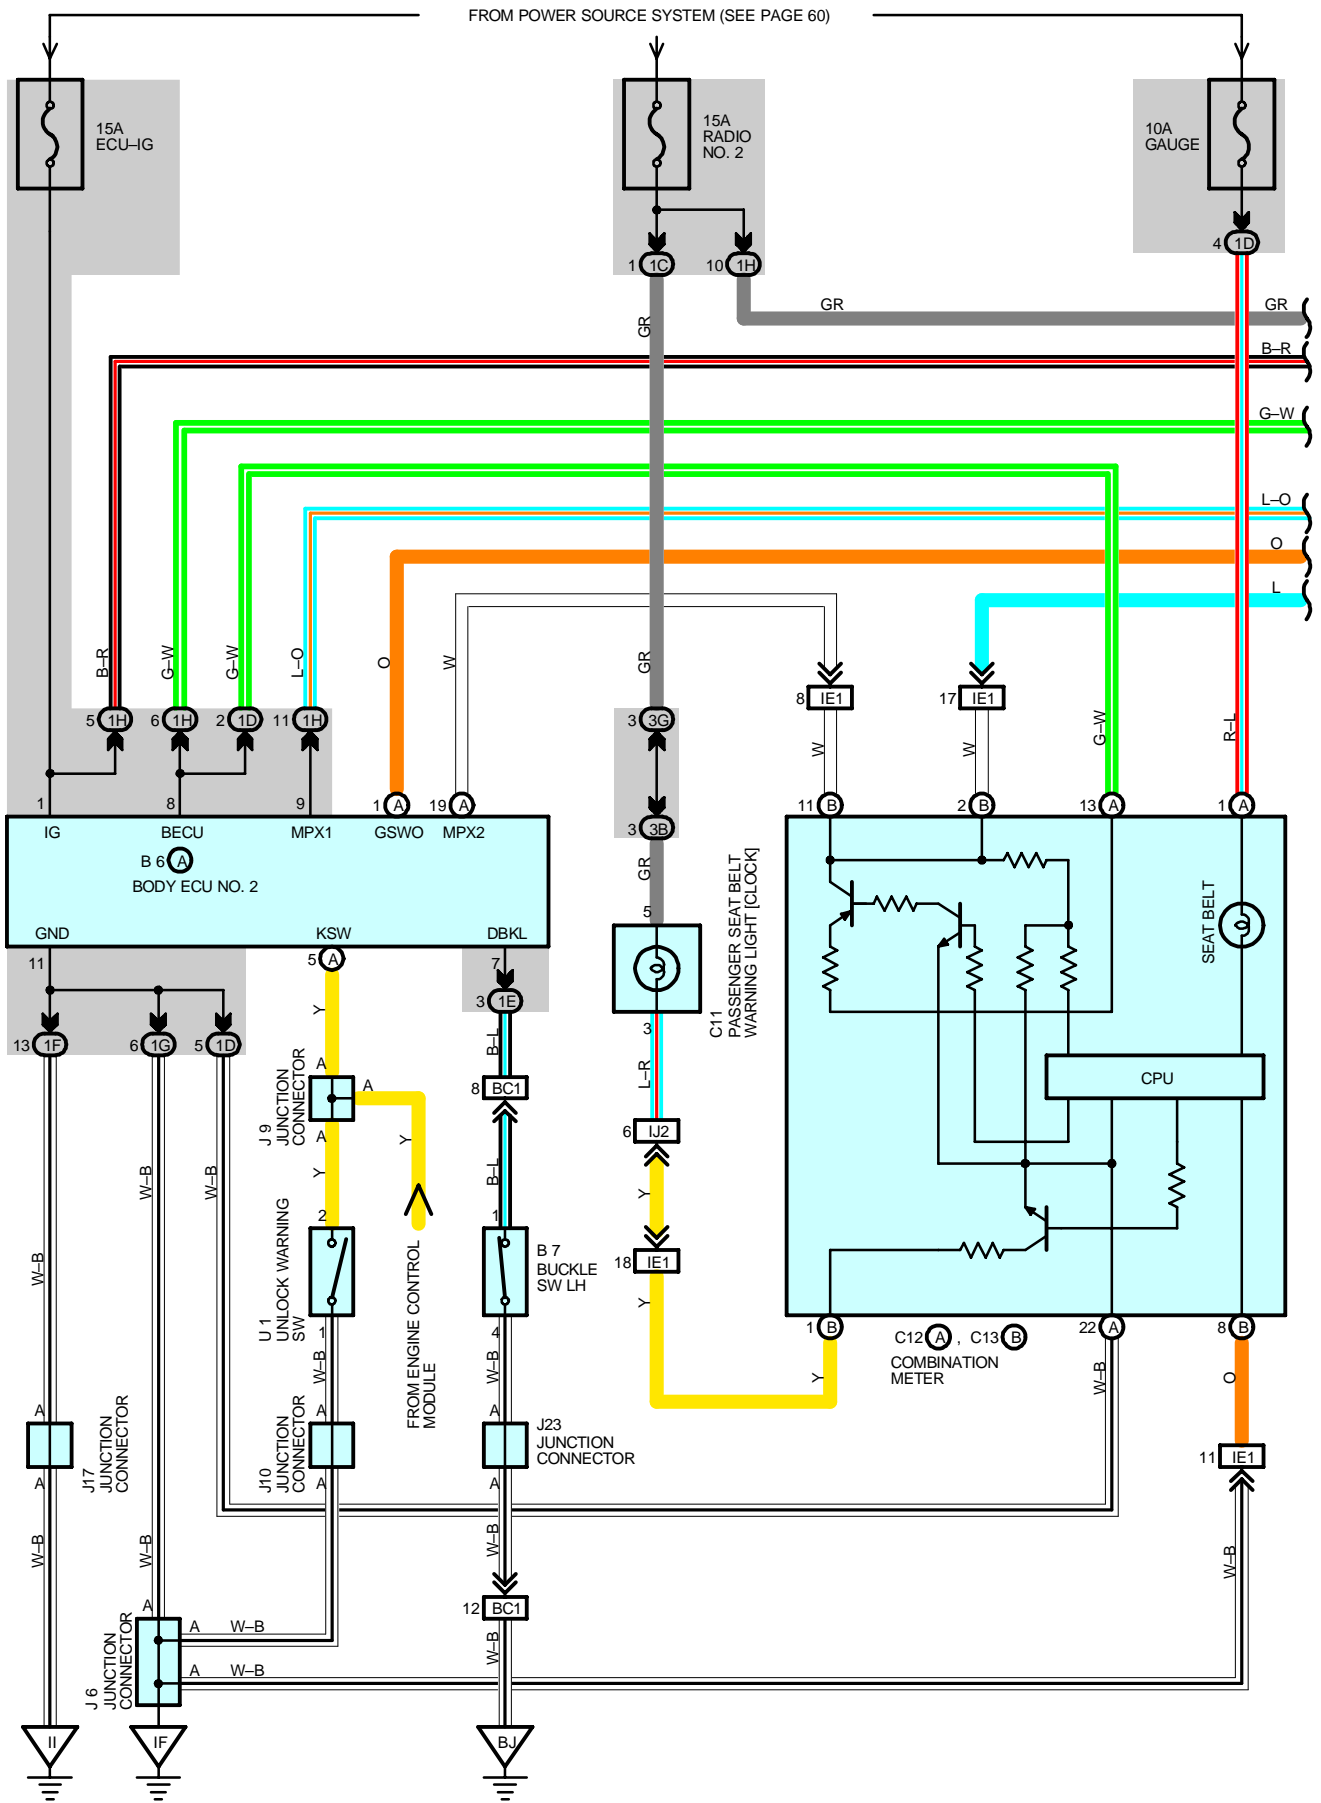 FROM POWER SOURCE SYSTEM (SEE PAGE 60)
15A
ECU–IG
15A
RADIO
NO. 2
10A
GAUGE
4 1D
1 1C
10 1H
GR
GR
GR
B–R
G–W
L–O
O
L
B–R
G–W
G–W
L–O
O
W
GR
8 IE1
17 IE1
5 1H
6 1H
2 1D
11 1H
3 3G
W
W
G–W
R–L
1
8
9
1 A
19 A
11 B
2 B
13 A
1 A
IG
BECU
MPX1
GSWO
MPX2
3 3B
B 6 A
BODY ECU NO. 2
GR
GND
KSW
DBKL
5
C11
PASSENGER SEAT BELT
WARNING LIGHT [CLOCK]
SEAT BELT
11
5 A
7
3 1E
Y
3
13 1F
6 1G
5 1D
B–L
L–R
A
A
8 BC1
J 9
JUNCTION
CONNECTOR
CPU
A
Y
6 IJ2
W–B
W–B
Y
B–L
Y
2
1
U 1
UNLOCK WARNING
SW
B 7
BUCKLE
SW LH
18 IE1
W–B
Y
1
4
1 B
C12 A , C13 B
COMBINATION
METER
22 A
8 B
W–B
FROM ENGINE CONTROL
MODULE
W–B
Y
W–B
O
A
A
A
J17
JUNCTION
CONNECTOR
J10
JUNCTION
CONNECTOR
J23
JUNCTION
CONNECTOR
11 IE1
A
A
A
W–B
W–B
W–B
W–B
A
12 BC1
A W–B
W–B
J 6
JUNCTION
CONNECTOR
A W–B
II
IF
BJ